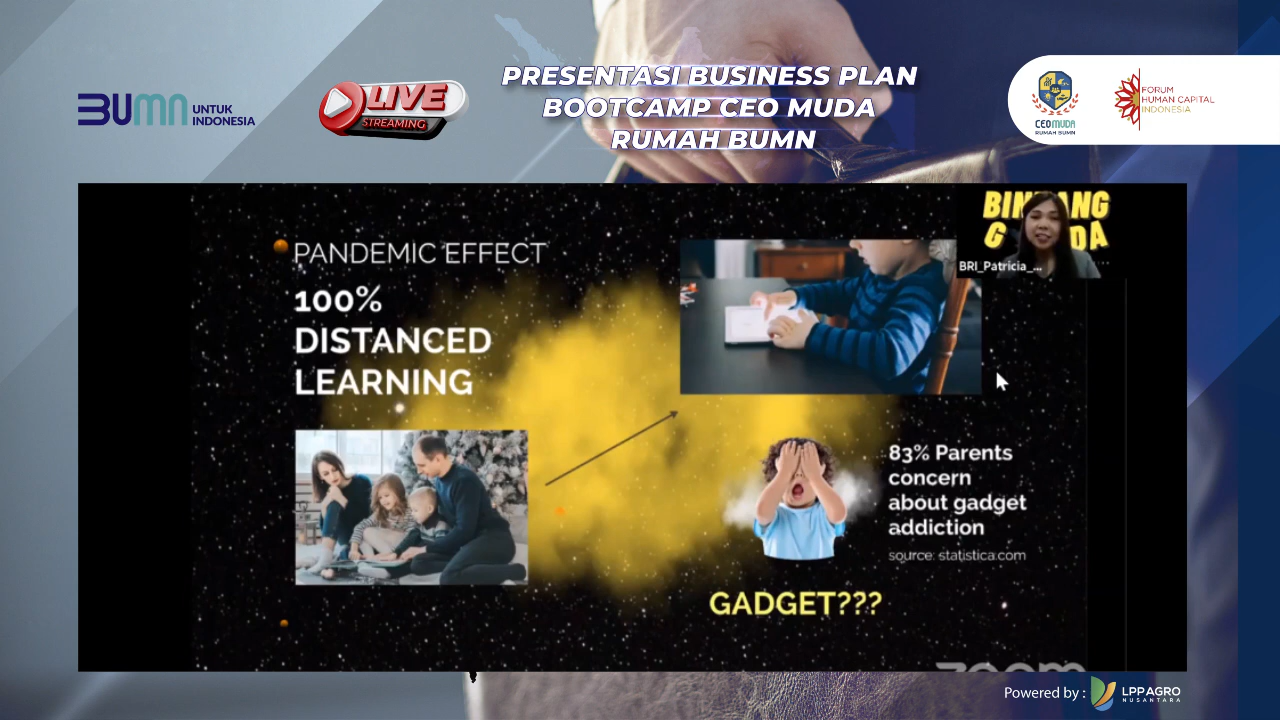 BUMN UNTUK
INDONESIA
LIVE
STREAMING
PRESENTASI BUSINESS PLAN
BOOTCAMP CEO MUDA
RUMAH BUMN
CEOMUDA
RUMAH BUMN
FORUM
HUMAN CAPITAL
INDONESIA
PANDEMIC EFFECT
100%
DISTANCED
LEARNING
BRI_Patricia_...
83% Parents
concern
about gadget
addiction
source: statistica.com
GADGET???
zoom
Powered by :
LPP AGRO
NUSANTARA